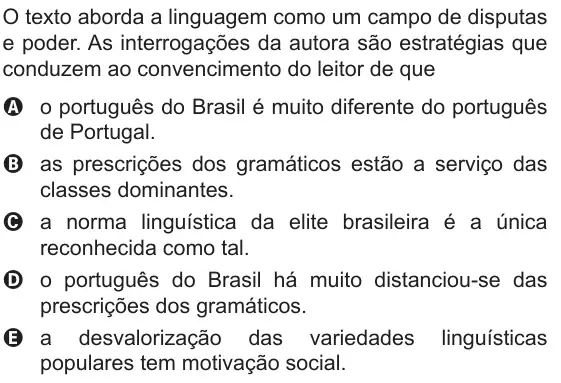 O texto aborda a linguagem como um campo de disputas
e poder. As interrogações da autora são estratégias que
conduzem ao convencimento do leitor de que
A o português do Brasil é muito diferente do português
de Portugal.
B as prescrições dos gramáticos estão a serviço das
classes dominantes.
C a norma linguística da elite brasileira é a única
reconhecida como tal.
D o português do Brasil há muito distanciou-se das
prescrições dos gramáticos.
E a desvalorização das variedades linguísticas
populares tem motivação social.